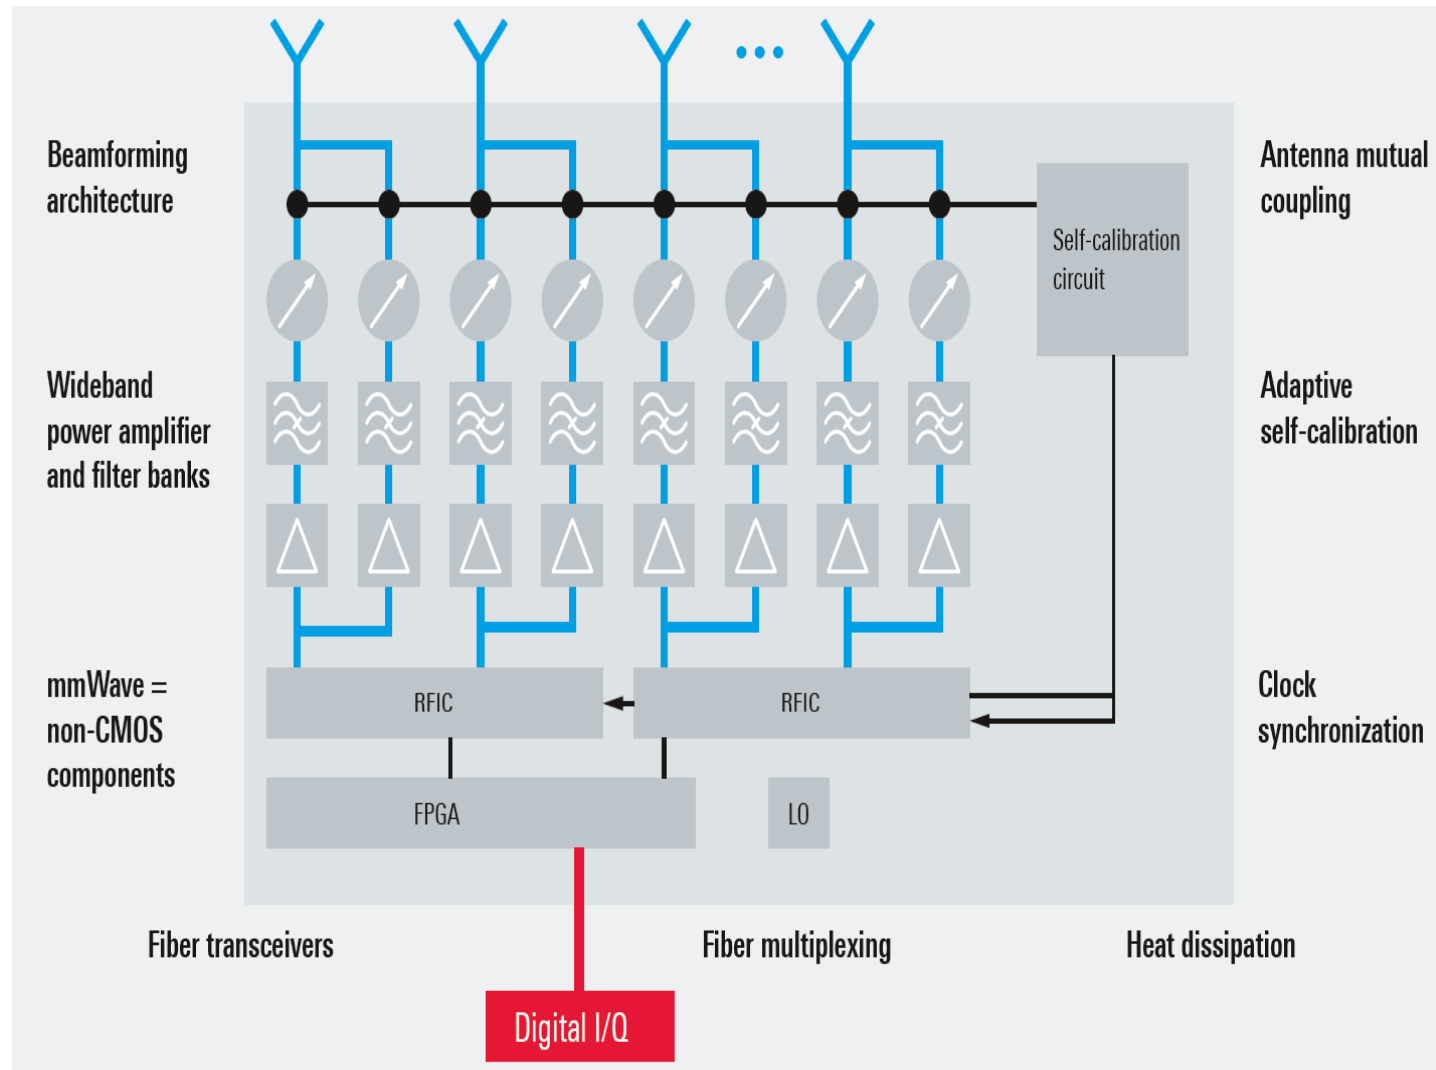 Beamforming
architecture
Antenna mutual
coupling
Self-calibration
circuit
Wideband
power amplifier
and filter banks
Adaptive
self-calibration
mmWave =
non-CMOS
components
RFIC
RFIC
Clock
synchronization
FPGA
LO
Fiber transceivers
Fiber multiplexing
Heat dissipation
Digital I/Q